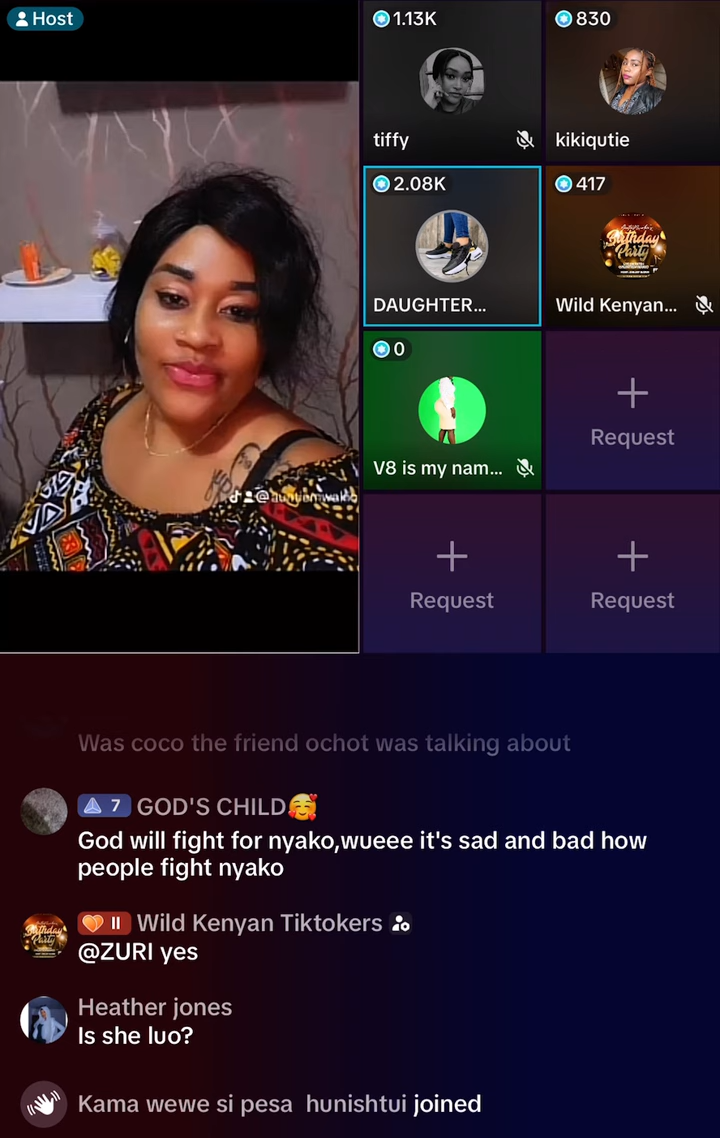 Host
1.13K
tiffy
830
kikiqutie
2.08K
DAUGHTER...
417
Birthday
Party
Wild Kenyan...
0
V8 is my nam...
Request
Request
Request
Was coco the friend ochot was talking about
7 GOD'S CHILD🥰
God will fight for nyako,wueee it's sad and bad how
people fight nyako
II Wild Kenyan Tiktokers
@ZURI yes
Heather jones
Is she luo?
Kama wewe si pesa hunishtui joined